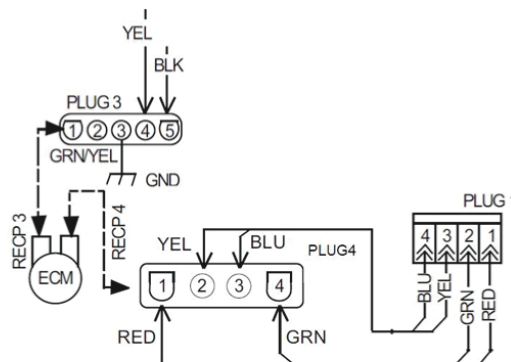 YEL
BLK
PLUG 3
1 2 3 4 5
GRN/YEL
GND
RECP 3
RECP 4
ECM
PLUG
4 3 2 1
BLU
YEL
GRN
RED
YEL
BLU
PLUG4
1 2 3 4
RED
GRN